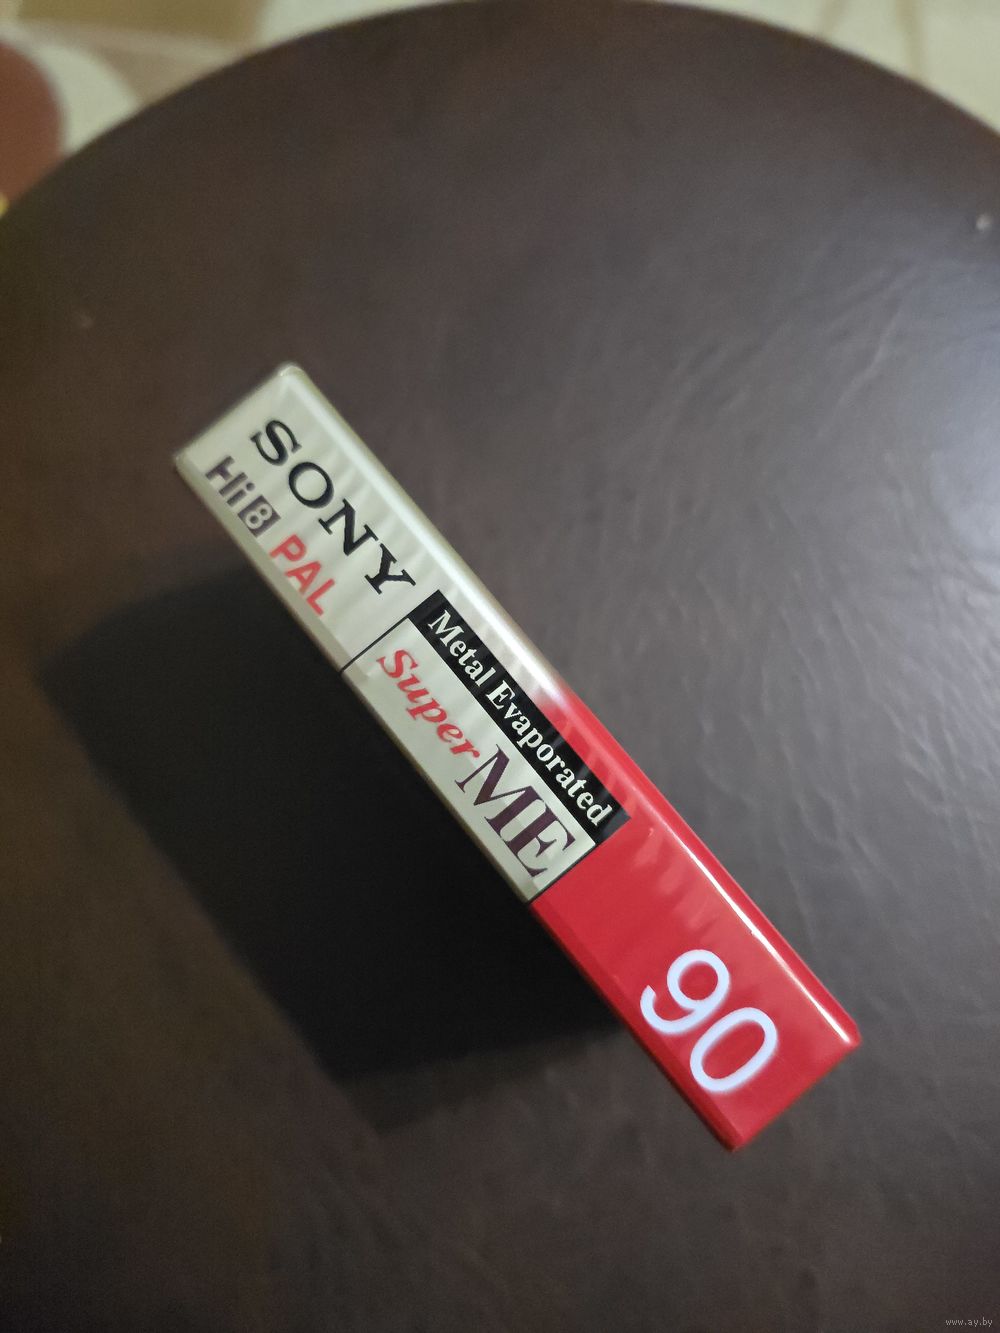 SONY
Hi8 PAL
Metal Evaporated
Super ME
90
www.ay.by